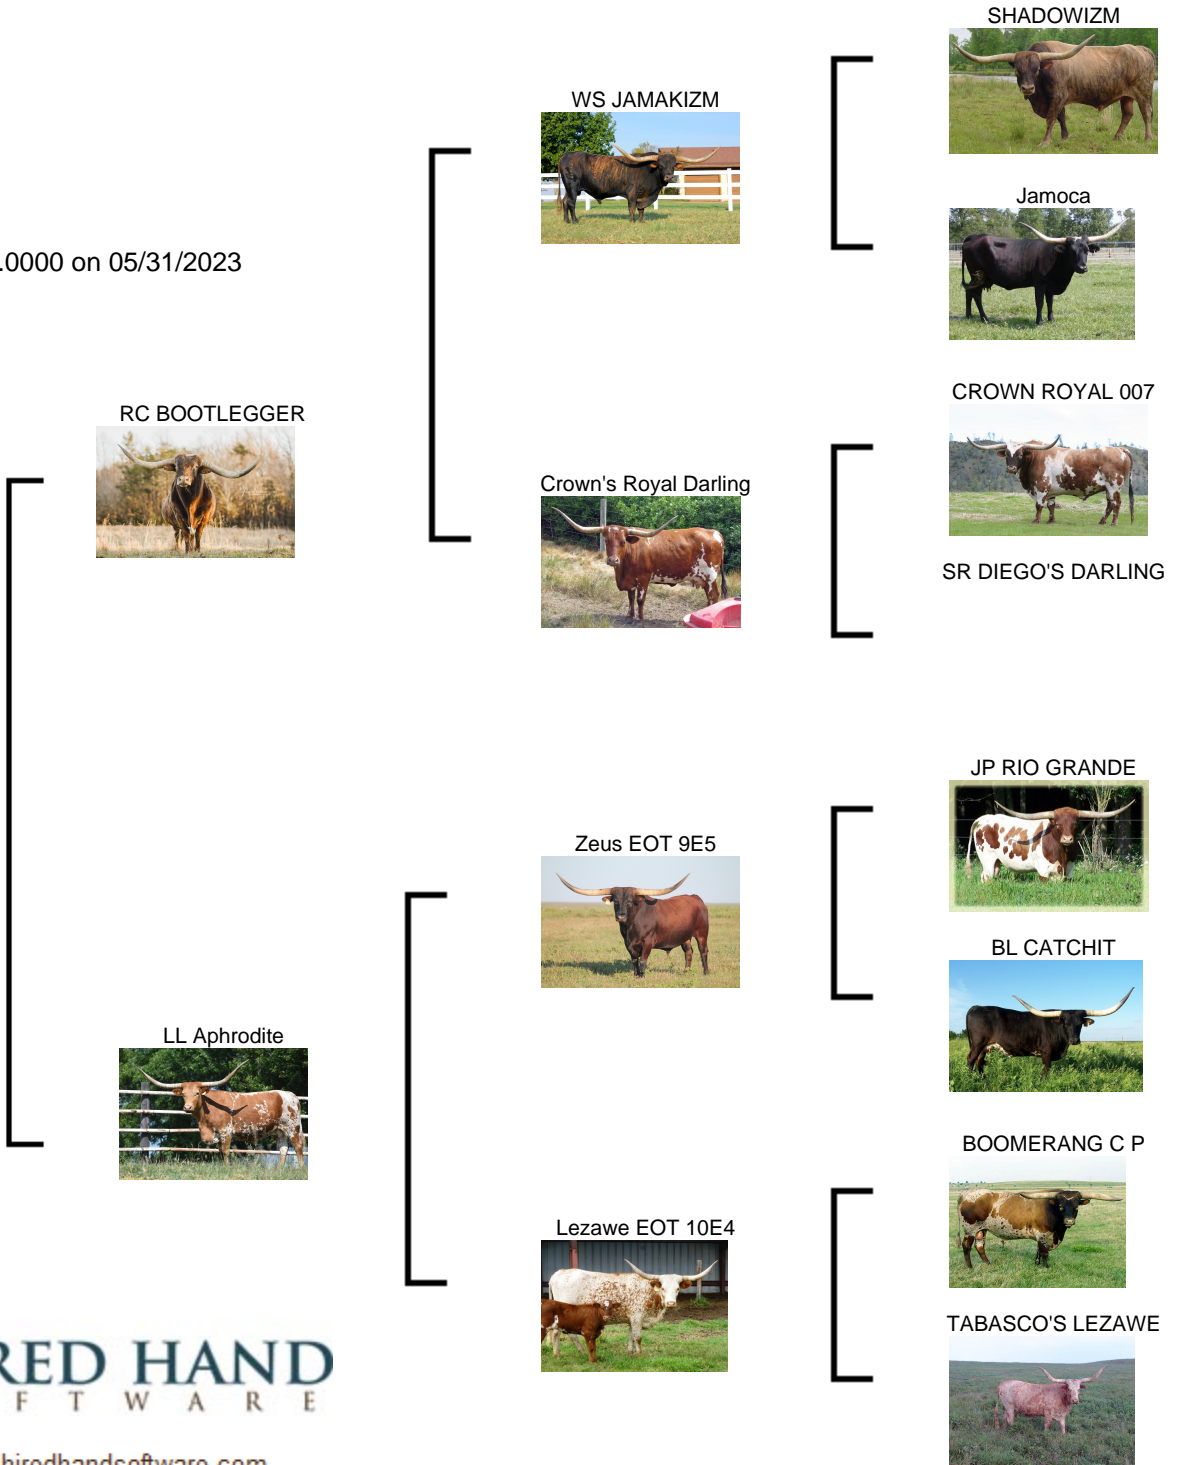 SHADOWIZM
WS JAMAKIZM
Jamoca
.0000 on 05/31/2023
CROWN ROYAL 007
RC BOOTLEGGER
Crown's Royal Darling
SR DIEGO'S DARLING
JP RIO GRANDE
Zeus EOT 9E5
BL CATCHIT
LL Aphrodite
BOOMERANG C P
Lezawe EOT 10E4
TABASCO'S LEZAWE
RED HAND
F T W A R E
hiredhandsoftware.com